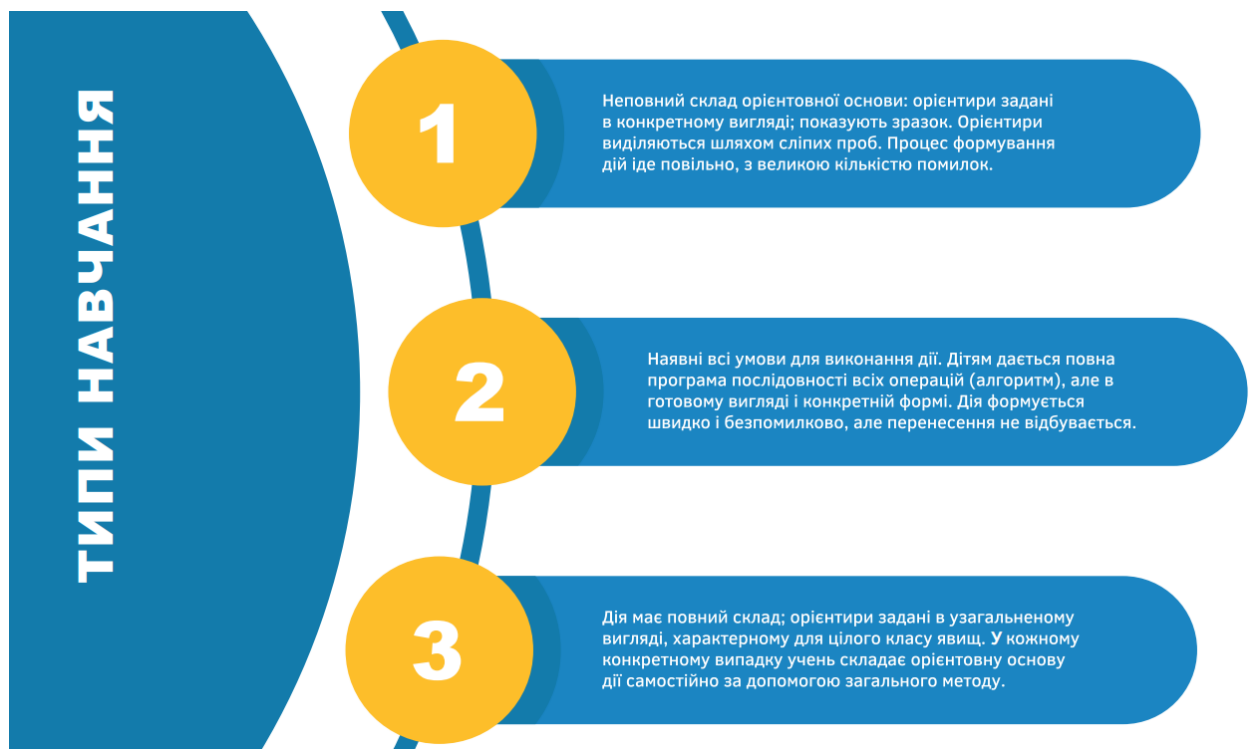 ТИПИ НАВЧАННЯ
1
Неповний склад орієнтовної основи: орієнтири задані
в конкретному вигляді; показують зразок. Орієнтири
виділяються шляхом сліпих проб. Процес формування
дій іде повільно, з великою кількістю помилок.
2
Наявні всі умови для виконання дії. Дітям дається повна
програма послідовності всіх операцій (алгоритм), але в
готовому вигляді і конкретній формі. Дія формується
швидко і безпомилково, але перенесення не відбувається.
3
Дія має повний склад; орієнтири задані в узагальненому
вигляді, характерному для цілого класу явищ. У кожному
конкретному випадку учень складає орієнтовну основу
дії самостійно за допомогою загального методу.